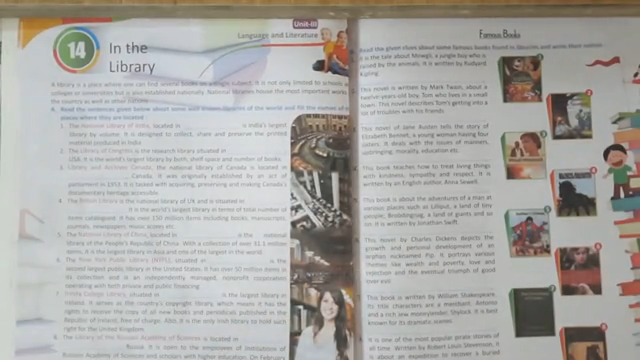 Unit-III
Language and Literature
14
In the
Library
A library is a place where one can find several books on a single subject. It is not only limited to schools
colleges or universities but is also established nationally. National libraries house the most important works
the country as well as other nations.
A. Read the sentences given below about some well known libraries of the world and fill the names of
places where they are located :
1. The National Library of India, located in is India's largest
library by volume. It is designed to collect, share and preserve the printed
material produced in India
2. The Library of Congress is the research library situated in
USA. It is the world's largest library by both, shelf space and number of books.
3. Library and Archives Canada, the national library of Canada is located in
Canada. It was originally established by an act of
parliament in 1953. It is tasked with acquiring, preserving and making Canada's
documentary heritage accessible.
4. The British Library is the national library of UK and is situated in
It is the world's largest library in terms of total number of
items catalogued. It has over 150 million items including books, manuscripts,
journals, newspapers, music scores etc.
5. The National Library of China, located in is the national
library of the People's Republic of China. With a collection of over 31.1 million
items, it is the largest library in Asia and one of the largest in the world.
6. The New York Public Library (NYPL), situated in is the
second largest public library in the United States. It has over 50 million items in
its collection and is an independently managed, nonprofit corporation
operating with both private and public financing.
7. Trinity College Library, situated in is the largest library in
Ireland. It serves as the country's copyright library, which means it has the
rights to receive the copy of all new books and periodicals published in the
Republic of Ireland, free of charge. Also, it is the only Irish library to hold such
right for the United Kingdom.
8. The Library of the Russian Academy of Sciences is located in
Russia. It is open to the employees of institutions of
Russian Academy of Sciences and scholars with higher education. On February
Famous Books
Read the given clues about some famous books found in libraries and write their names
It is the tale about Mowgli, a jungle boy who is
raised by the animals. It is written by Rudyard
Kipling.
This novel is written by Mark Twain, about a
twelve years old boy, Tom who lives in a small
town. This novel describes Tom's getting into a
lot of troubles with his friends.
This novel of Jane Austen tells the story of
Elizabeth Bennet, a young woman having four
sisters. It deals with the issues of manners,
upbringing, morality, education etc.
This book teaches how to treat living things
with kindness, sympathy and respect. It is
written by an English author, Anna Sewell.
This book is about the adventures of a man at
various places such as Lilliput, a land of tiny
people; Brobdingnag, a land of giants and so
on. It is written by Jonathan Swift.
This novel by Charles Dickens depicts the
growth and personal development of an
orphan nicknamed Pip. It portrays various
themes like wealth and poverty, love and
rejection and the eventual triumph of good
over evil
This book is written by William Shakespeare.
Its title characters are a merchant, Antonio
and a rich jew moneylender, Shylock. It is best
known for its dramatic scenes.
It is one of the most popular pirate stories of
all time. Written by Robert Louis Stevenson, it
is about an expedition to recover a buried